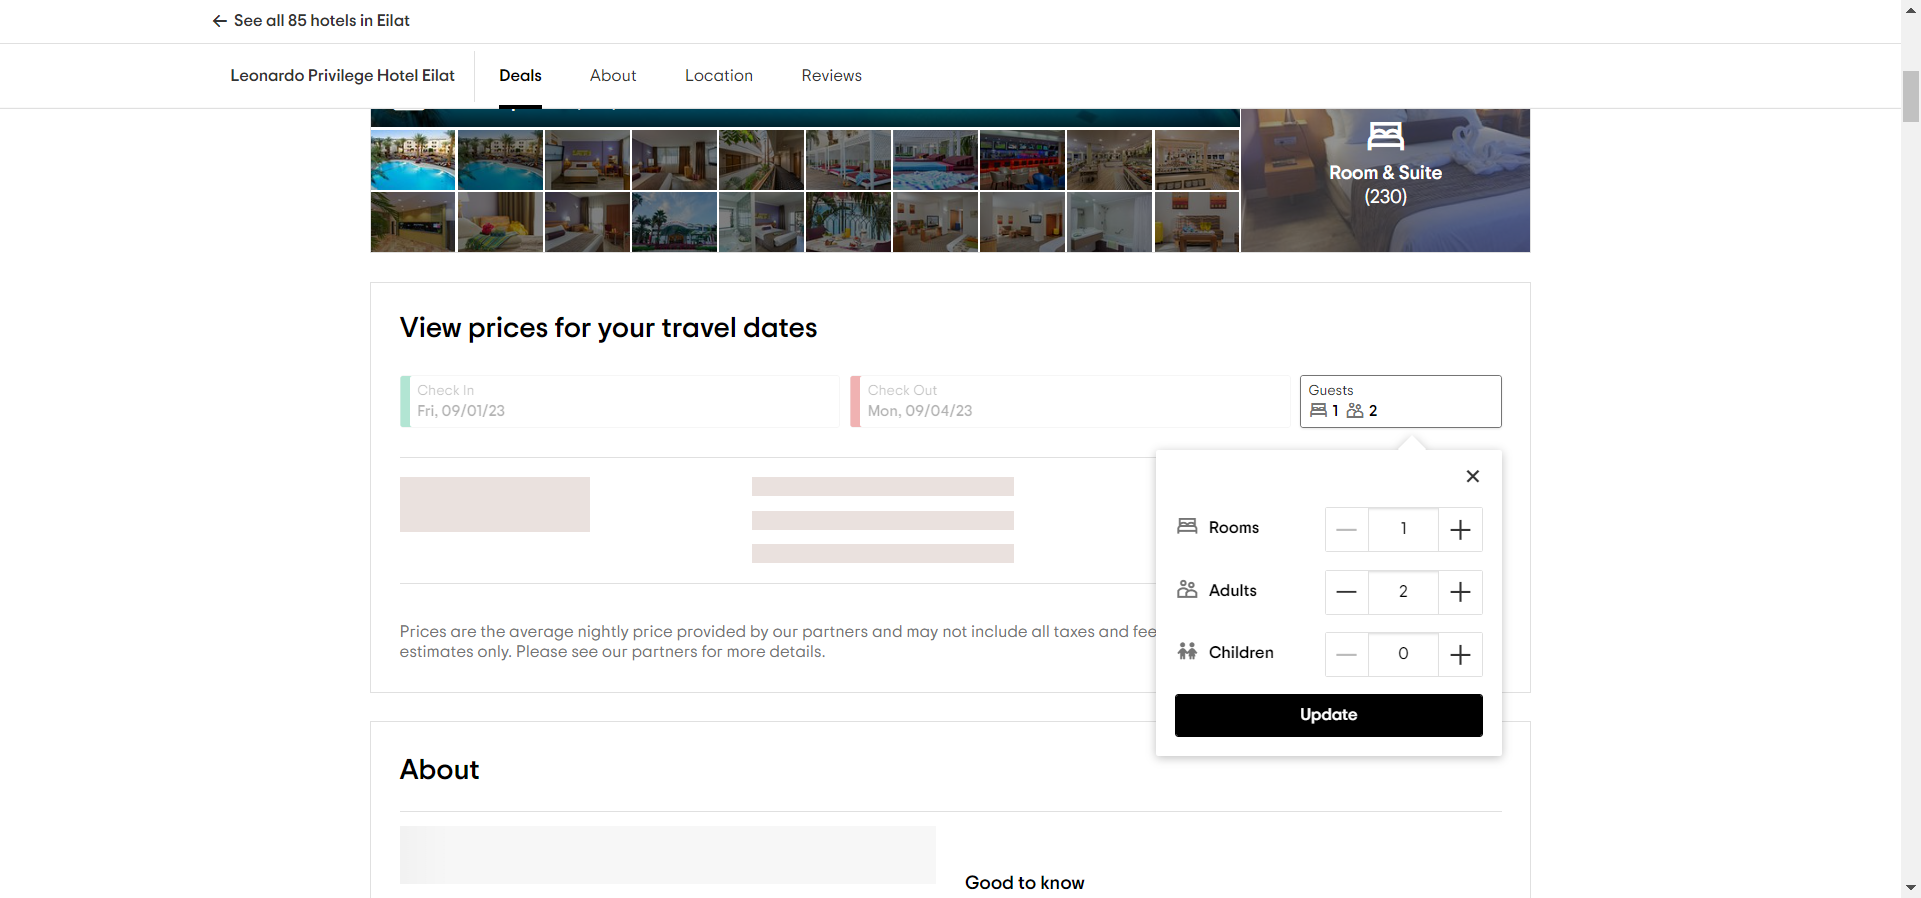 See all 85 hotels in Eilat
Leonardo Privilege Hotel Eilat
Deals
About
Location
Reviews
Room & Suite
(230)
View prices for your travel dates
Check In
Fri, 09/01/23
Check Out
Mon, 09/04/23
Guests
1 2
Rooms
1
Adults
2
Children
0
Update
Prices are the average nightly price provided by our partners and may not include all taxes and fee
estimates only. Please see our partners for more details.
About
Good to know